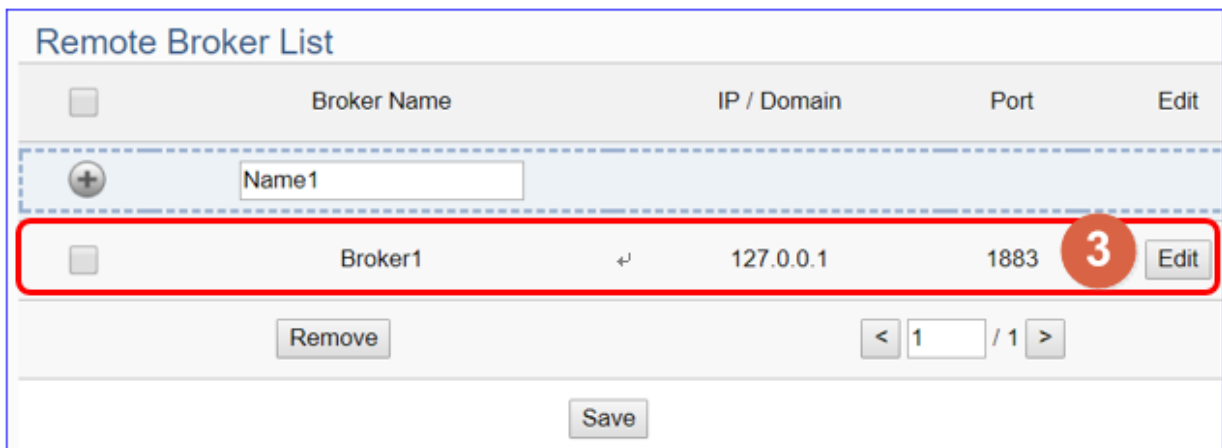 Remote Broker List
Broker Name IP / Domain Port Edit
Name1
Broker1 ↵ 127.0.0.1 1883 3 Edit
Remove < 1 / 1 >
Save